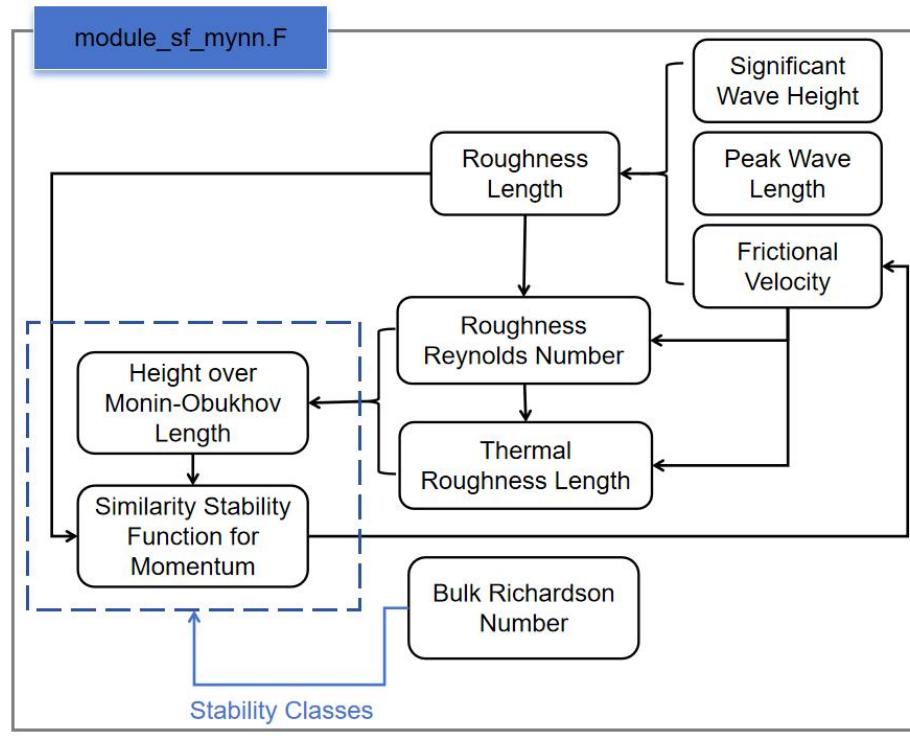 module_sf_mynn.F
Significant
Wave Height
Roughness
Length
Peak Wave
Length
Frictional
Velocity
Roughness
Reynolds Number
Height over
Monin-Obukhov
Length
Thermal
Roughness Length
Similarity Stability
Function for
Momentum
Bulk Richardson
Number
Stability Classes